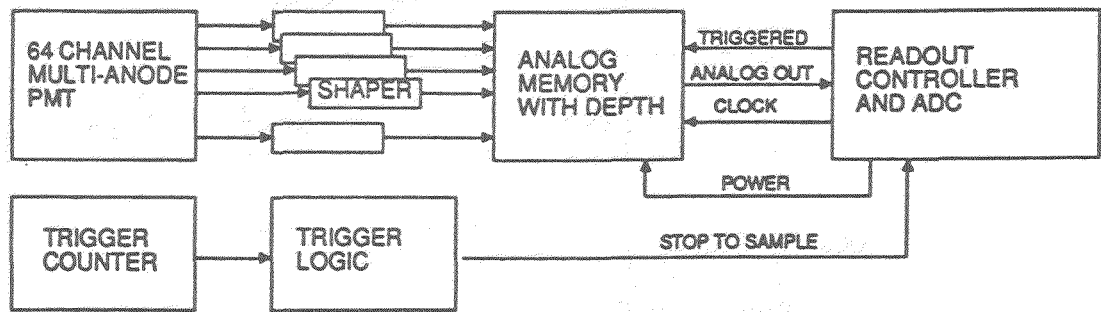 64 CHANNEL
MULTI-ANODE
PMT
SHAPER
ANALOG
MEMORY
WITH DEPTH
TRIGGERED
ANALOG OUT
CLOCK
READOUT
CONTROLLER
AND ADC
POWER
TRIGGER
COUNTER
TRIGGER
LOGIC
STOP TO SAMPLE